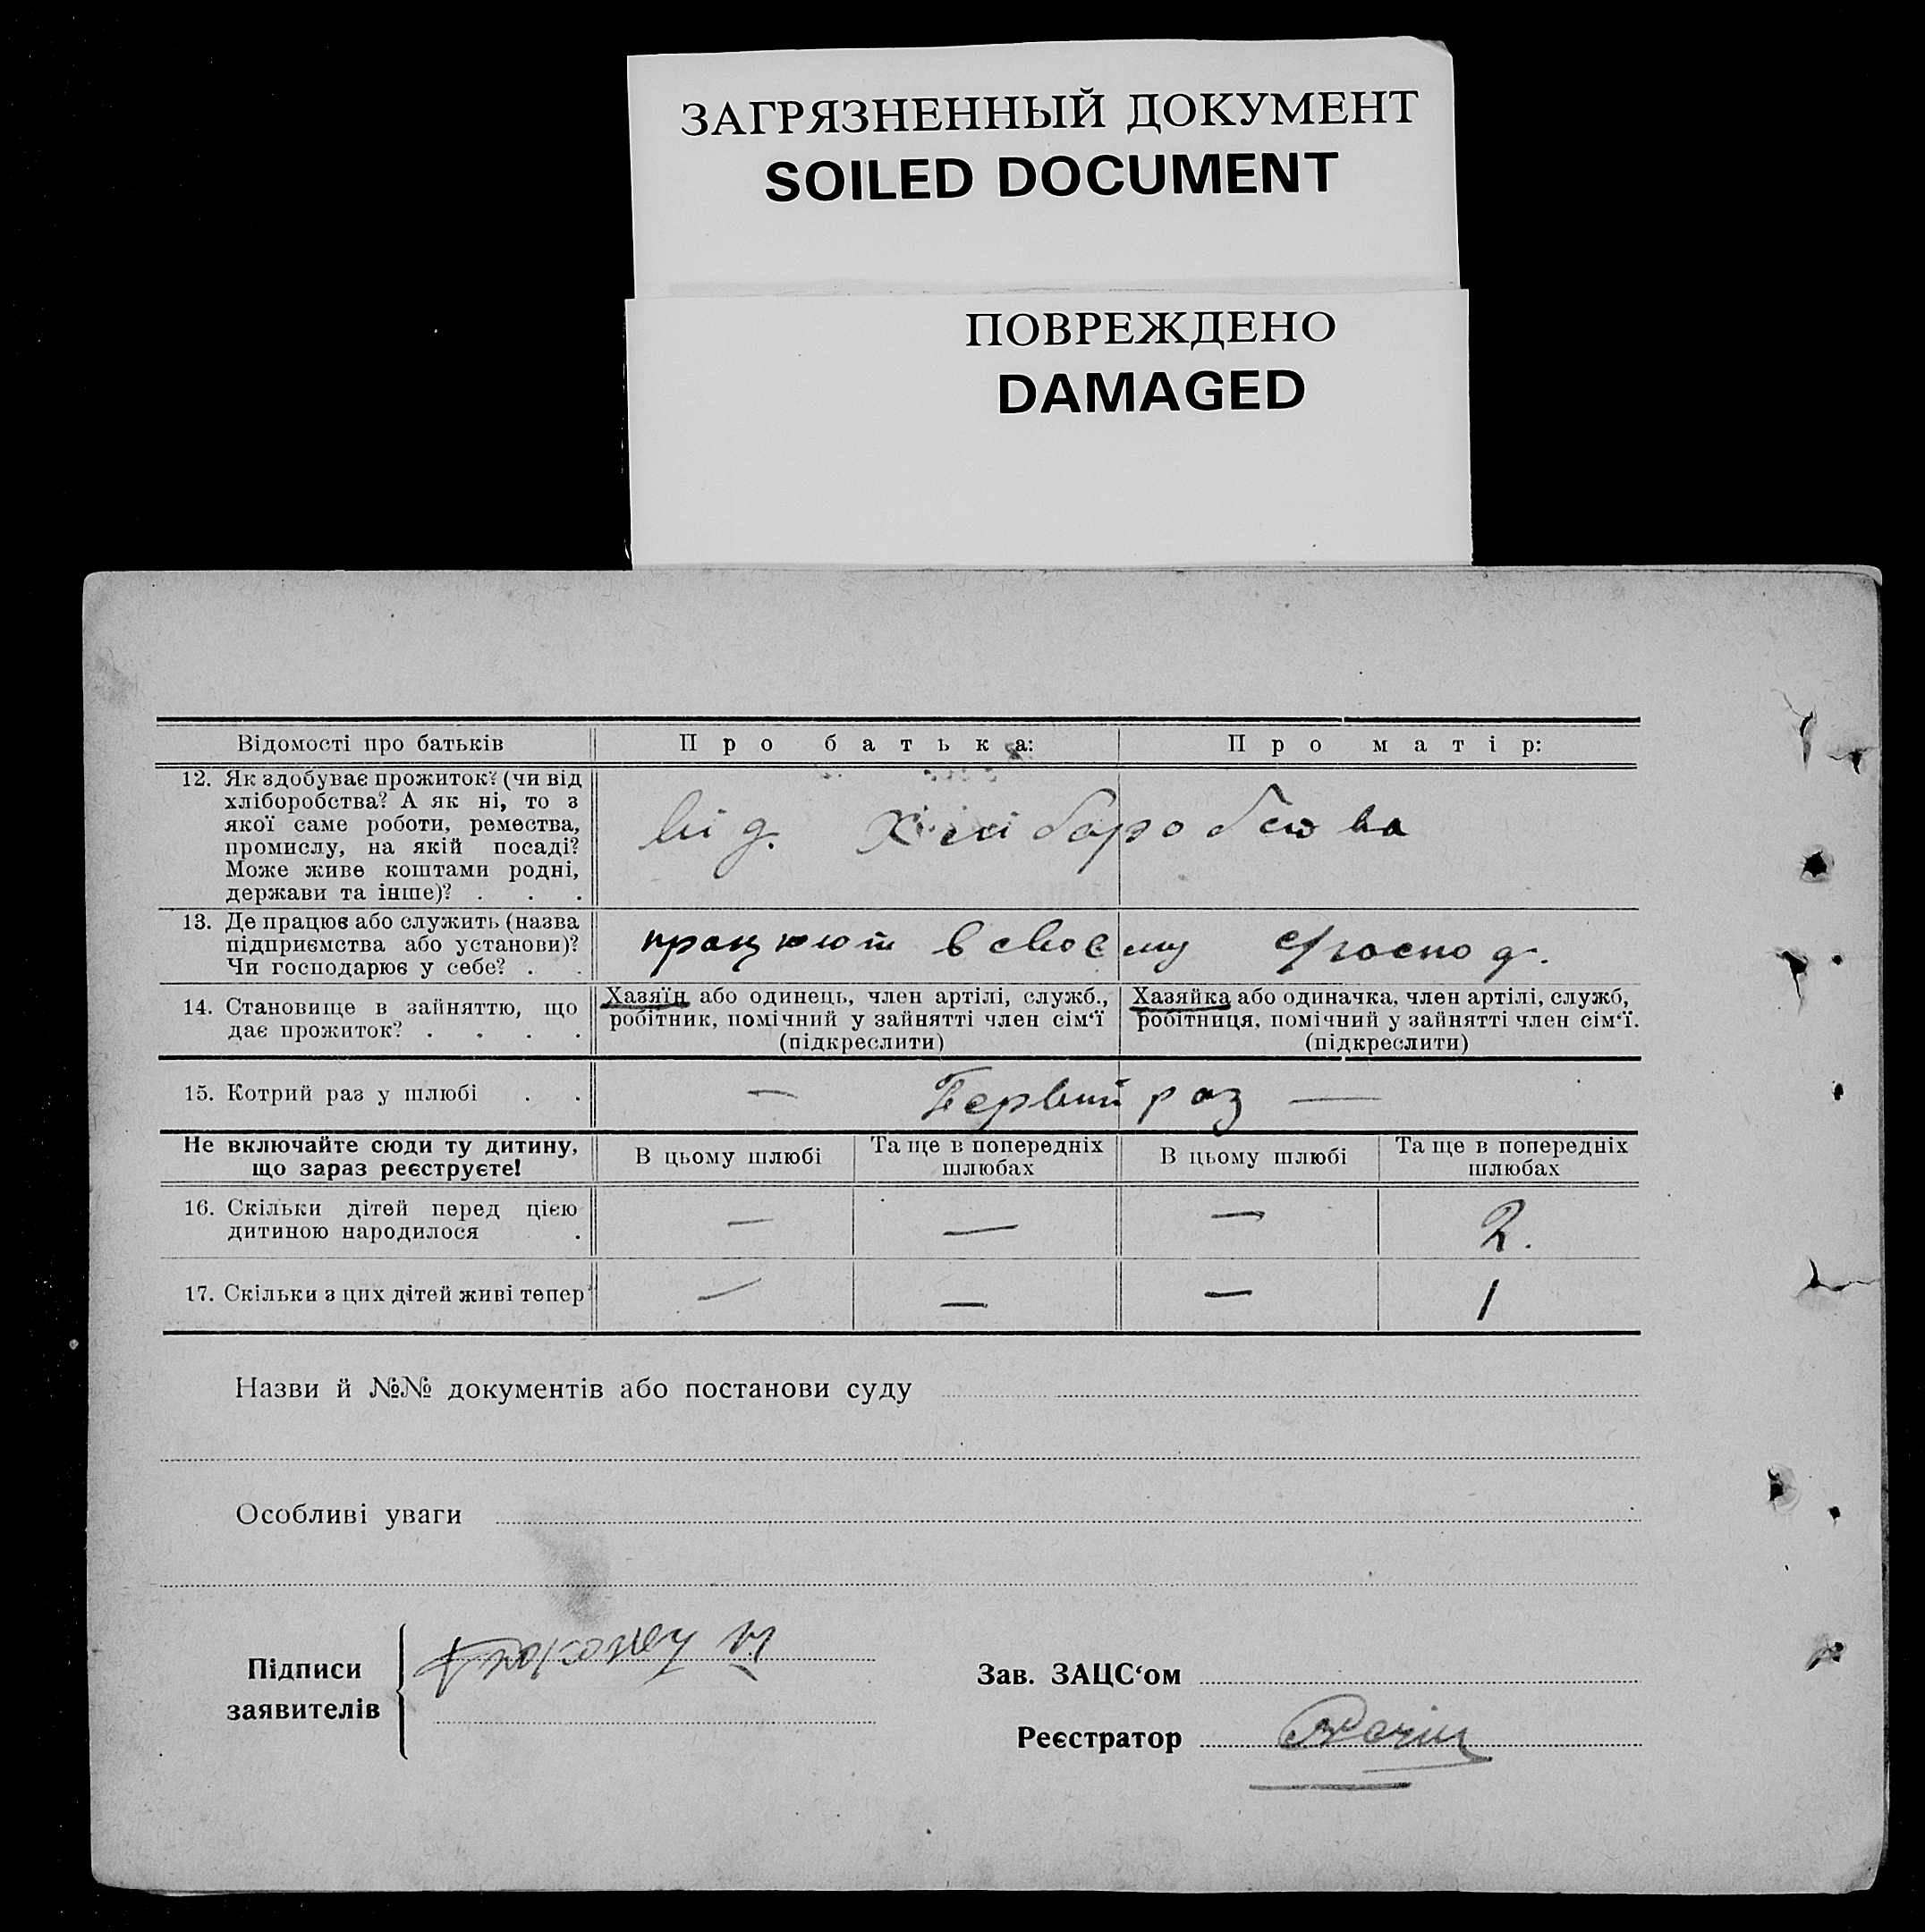 ЗАГРЯЗНЕННЫЙ ДОКУМЕНТ
SOILED DOCUMENT
ПОВРЕЖДЕНО
DAMAGED
Відомості про батьків
Про батька:
Про матір:
12. Як здобуває прожиток? (чи від
хліборобства? А як ні, то з
якої саме роботи, ремества,
промислу, на якій посаді?
Може живе коштами родні,
держави та інше)? . . .
від. Хліборобства
13. Де працює або служить (назва
підприємства або установи)?
Чи господарює у себе? . .
працюют в своєму господ.
14. Становище в зайняттю, що
дає прожиток? . . . .
Хазяїн або одинець, член артілі, служб.,
робітник, помічний у зайнятті член сім‘ї
(підкреслити)
Хазяйка або одиначка, член артілі, служб,
робітниця, помічний у зайнятті член сім‘ї.
(підкреслити)
15. Котрий раз у шлюбі . .
— Первий раз —
Не включайте сюди ту дитину,
що зараз реєструєте!
В цьому шлюбі
Та ще в попередніх
шлюбах
В цьому шлюбі
Та ще в попередніх
шлюбах
16. Скільки дітей перед цією
дитиною народилося .
— — — 2.
17. Скільки з цих дітей живі тепер?
— — — 1
Назви й №№ документів або постанови суду
Особливі уваги
Підписи
заявителів
Зав. ЗАЦС‘ом
Реєстратор